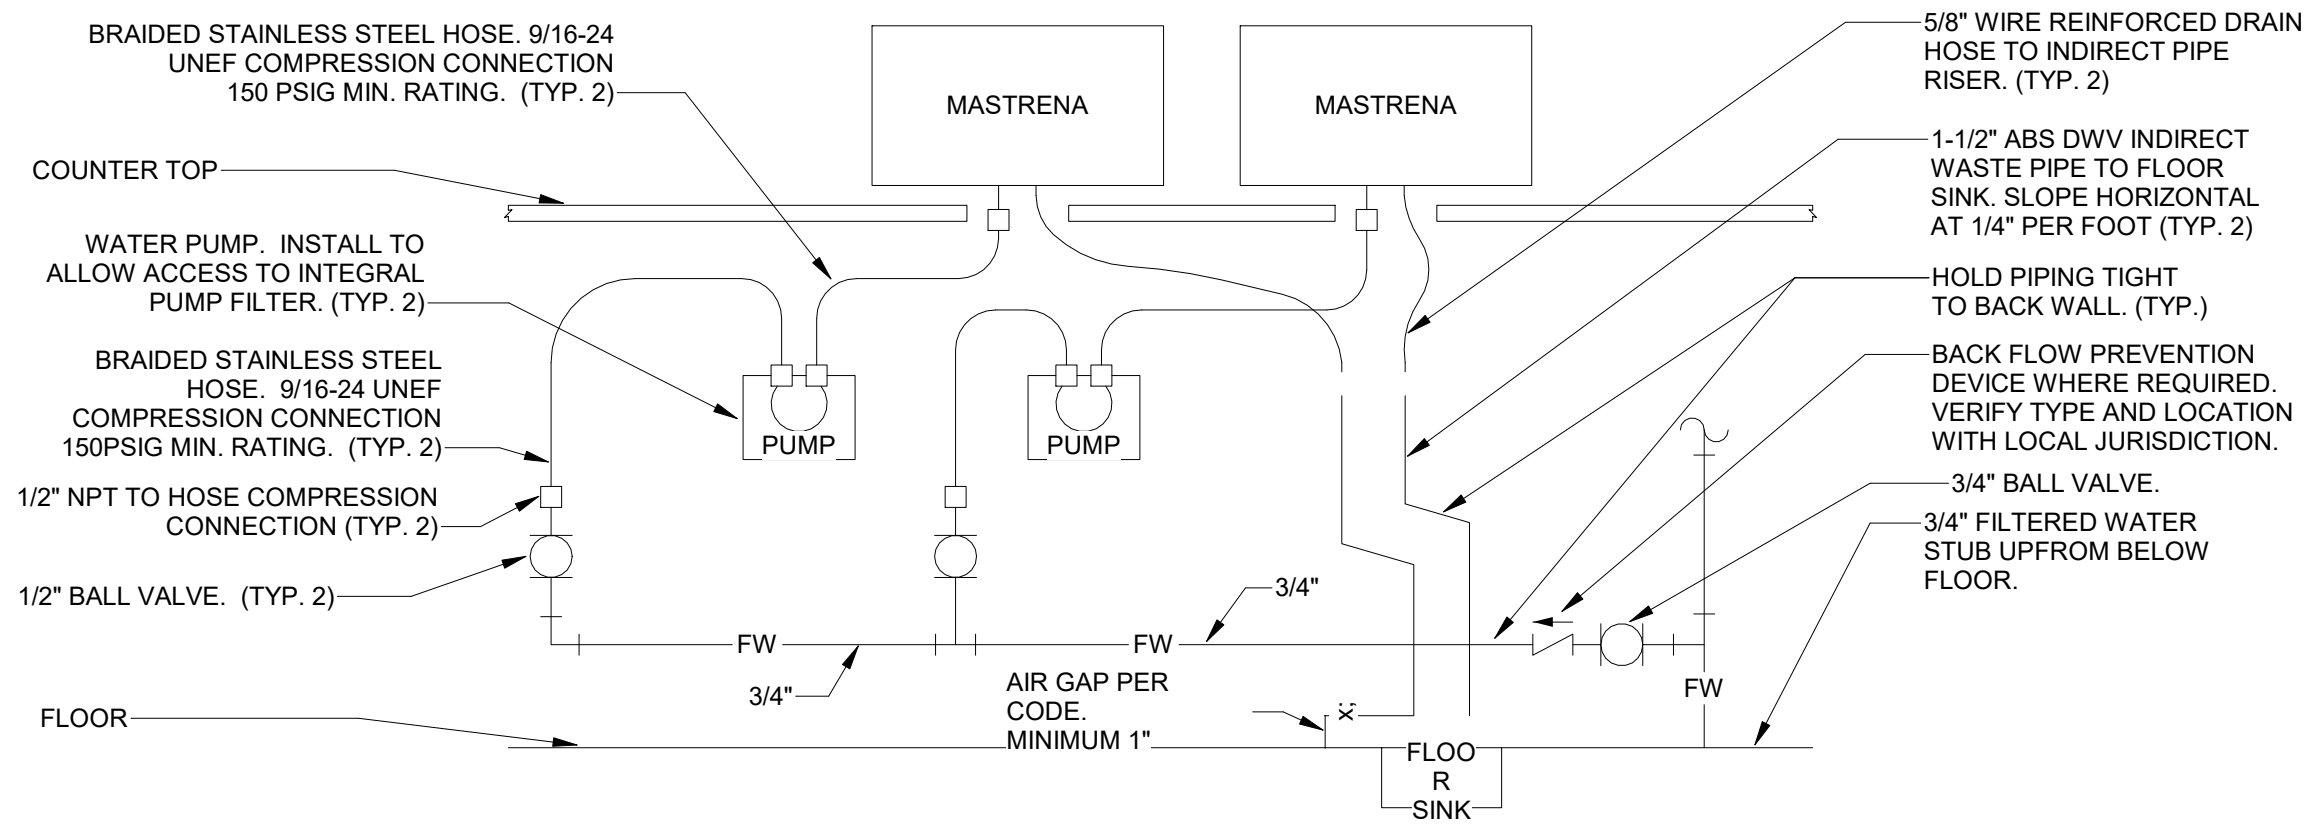 BRAIDED STAINLESS STEEL HOSE. 9/16-24
UNEF COMPRESSION CONNECTION
150 PSIG MIN. RATING. (TYP. 2)
COUNTER TOP
WATER PUMP. INSTALL TO
ALLOW ACCESS TO INTEGRAL
PUMP FILTER. (TYP. 2)
BRAIDED STAINLESS STEEL
HOSE. 9/16-24 UNEF
COMPRESSION CONNECTION
150PSIG MIN. RATING. (TYP. 2)
1/2" NPT TO HOSE COMPRESSION
CONNECTION (TYP. 2)
1/2" BALL VALVE. (TYP. 2)
FLOOR
MASTRENA
MASTRENA
PUMP
PUMP
FW
FW
3/4"
3/4"
AIR GAP PER
CODE.
MINIMUM 1"
X;
FLOO
R
SINK
FW
5/8" WIRE REINFORCED DRAIN
HOSE TO INDIRECT PIPE
RISER. (TYP. 2)
1-1/2" ABS DWV INDIRECT
WASTE PIPE TO FLOOR
SINK. SLOPE HORIZONTAL
AT 1/4" PER FOOT (TYP. 2)
HOLD PIPING TIGHT
TO BACK WALL. (TYP.)
BACK FLOW PREVENTION
DEVICE WHERE REQUIRED.
VERIFY TYPE AND LOCATION
WITH LOCAL JURISDICTION.
3/4" BALL VALVE.
3/4" FILTERED WATER
STUB UPFROM BELOW
FLOOR.